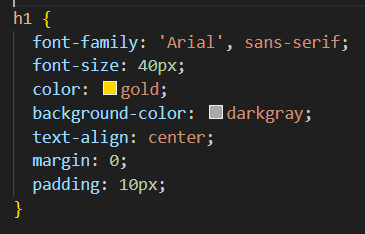 h1 {
font-family: 'Arial', sans-serif;
font-size: 40px;
color: gold;
background-color: darkgray;
text-align: center;
margin: 0;
padding: 10px;
}